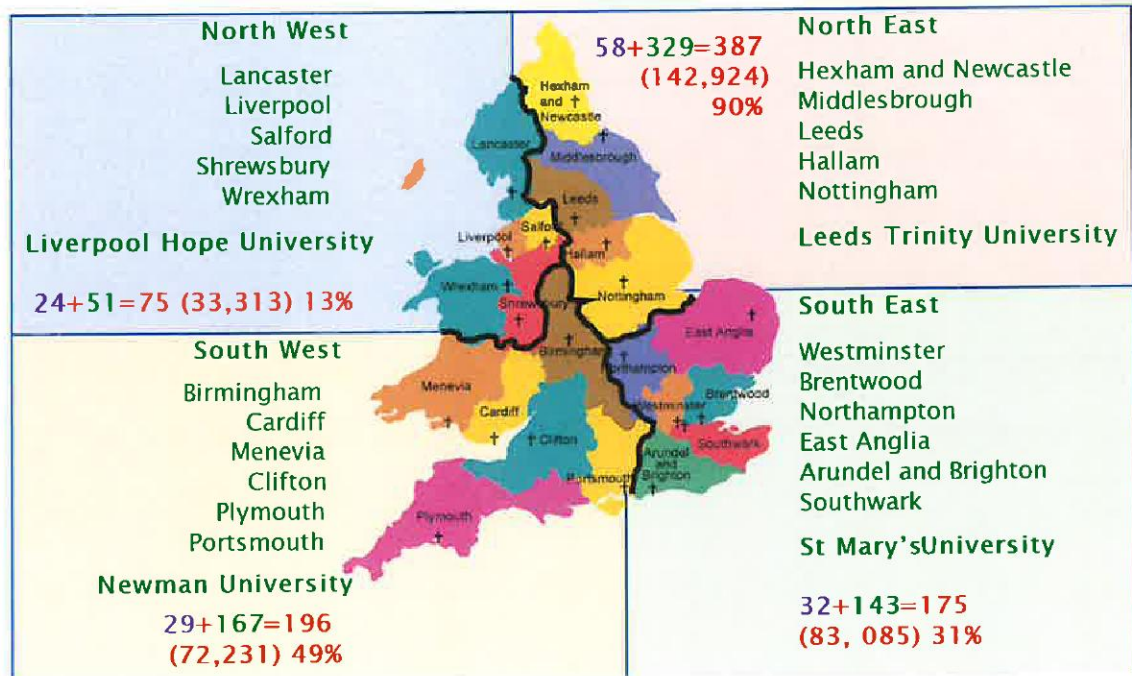 North West
Lancaster
Liverpool
Salford
Shrewsbury
Wrexham
Liverpool Hope University
24+51=75 (33,313) 13%
58+329=387
(142,924)
90%
North East
Hexham and Newcastle
Middlesbrough
Leeds
Hallam
Nottingham
Leeds Trinity University
South West
Birmingham
Cardiff
Menevia
Clifton
Plymouth
Portsmouth
Newman University
29+167=196
(72,231) 49%
South East
Westminster
Brentwood
Northampton
East Anglia
Arundel and Brighton
Southwark
St Mary'sUniversity
32+143=175
(83, 085) 31%
Hexham
and
Newcastle
Lancaster
Middlesbrough
Leeds
Salford
Liverpool
Hallam
Wrexham
Shrewsbury
Nottingham
East Anglia
Birmingham
Northampton
Menevia
Cardiff
Clifton
Westminster
Brentwood
Southwark
Arundel
and
Brighton
Portsmouth
Plymouth